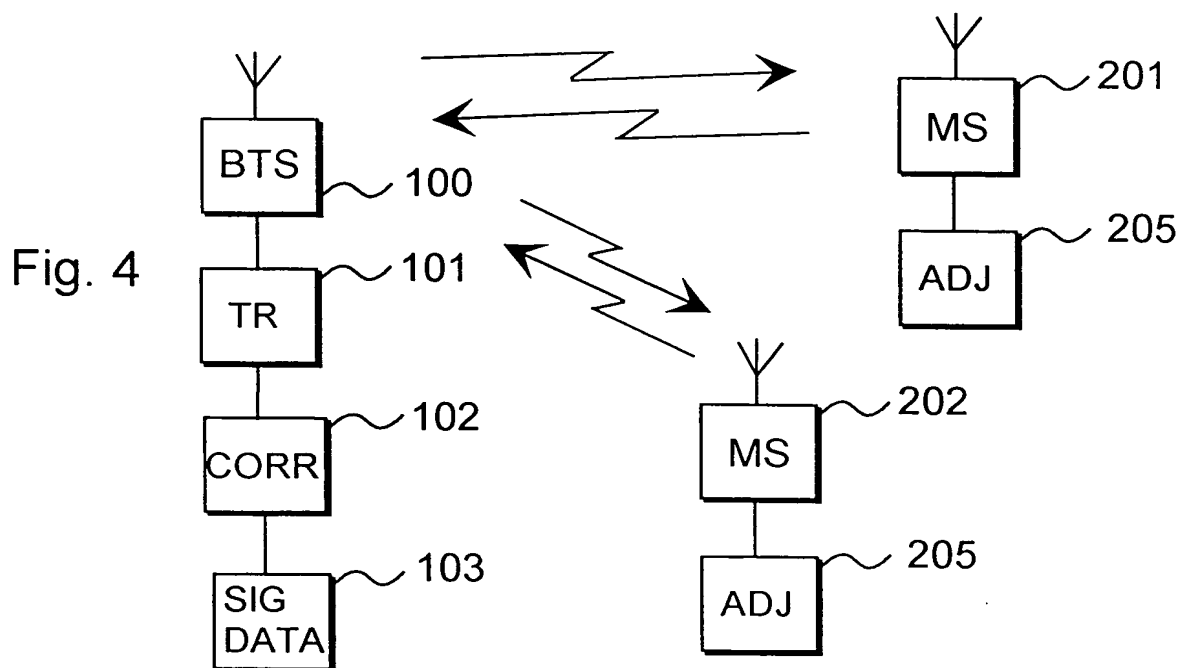 201
MS
BTS
100
205
ADJ
Fig. 4
101
TR
102
CORR
202
MS
103
SIG
DATA
205
ADJ